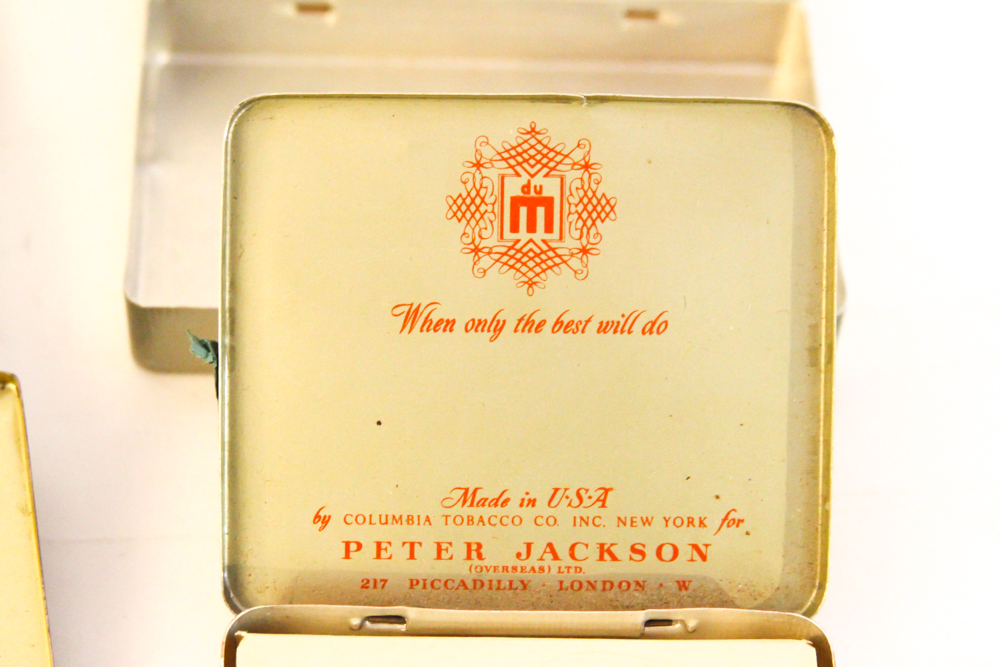 du
m
When only the best will do
Made in U·S·A
by COLUMBIA TOBACCO CO. INC. NEW YORK for
PETER JACKSON
(OVERSEAS) LTD.
217 PICCADILLY · LONDON · W